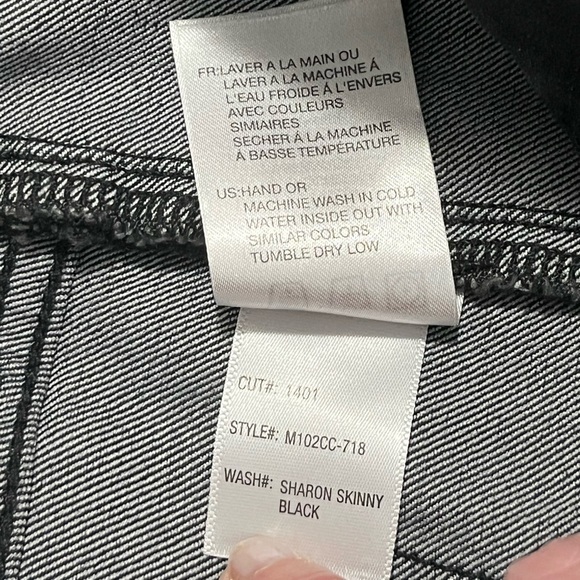 FR:LAVER A LA MAIN OU
LAVER A LA MACHINE Á
L'EAU FROIDE Á L'ENVERS
AVEC COULEURS
SIMIAIRES
SECHER Á LA MACHINE
Á BASSE TEMPÉRATURE
US:HAND OR
MACHINE WASH IN COLD
WATER INSIDE OUT WITH
SIMILAR COLORS
TUMBLE DRY LOW
CUT#: 1401
STYLE#: M102CC-718
WASH#: SHARON SKINNY
BLACK